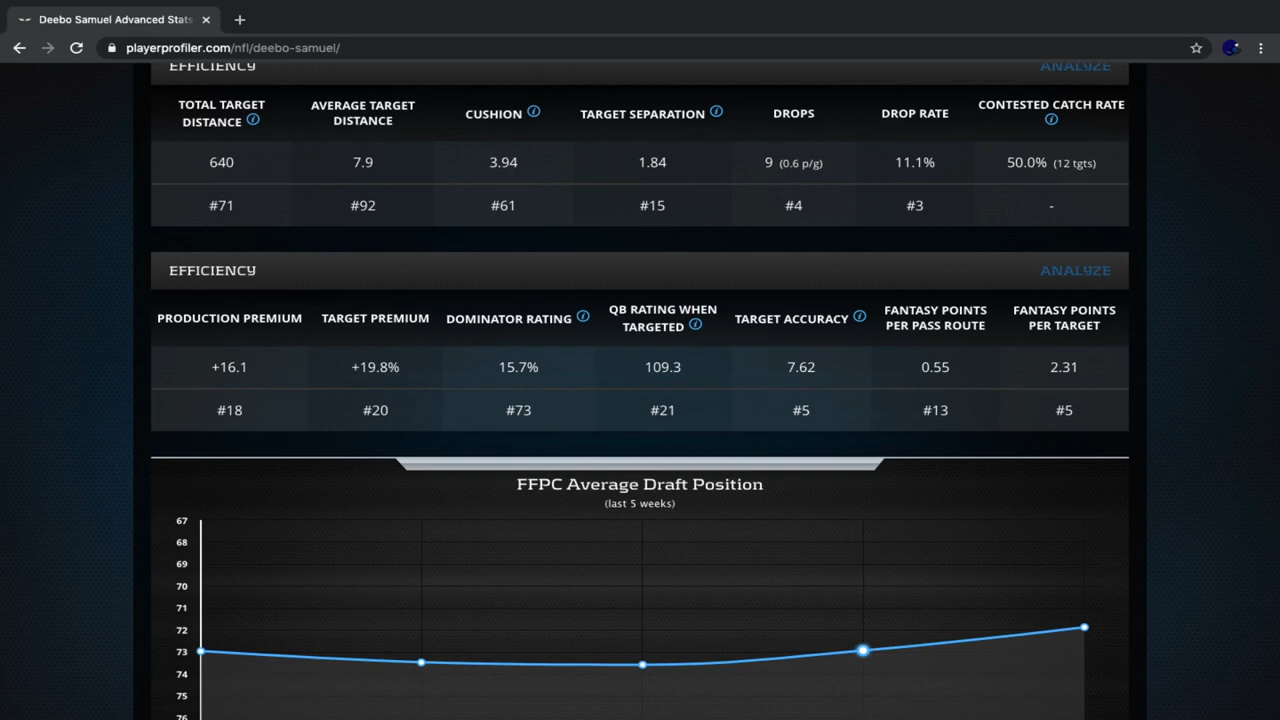 Deebo Samuel Advanced Stats
playerprofiler.com/nfl/deebo-samuel/
EFFICIENCY ANALYZE
TOTAL TARGET DISTANCE AVERAGE TARGET DISTANCE CUSHION TARGET SEPARATION DROPS DROP RATE CONTESTED CATCH RATE
640 7.9 3.94 1.84 9 (0.6 p/g) 11.1% 50.0% (12 tgts)
#71 #92 #61 #15 #4 #3 -
EFFICIENCY ANALYZE
PRODUCTION PREMIUM TARGET PREMIUM DOMINATOR RATING QB RATING WHEN TARGETED TARGET ACCURACY FANTASY POINTS PER PASS ROUTE FANTASY POINTS PER TARGET
+16.1 +19.8% 15.7% 109.3 7.62 0.55 2.31
#18 #20 #73 #21 #5 #13 #5
FFPC Average Draft Position
(last 5 weeks)
67
68
69
70
71
72
73
74
75
76